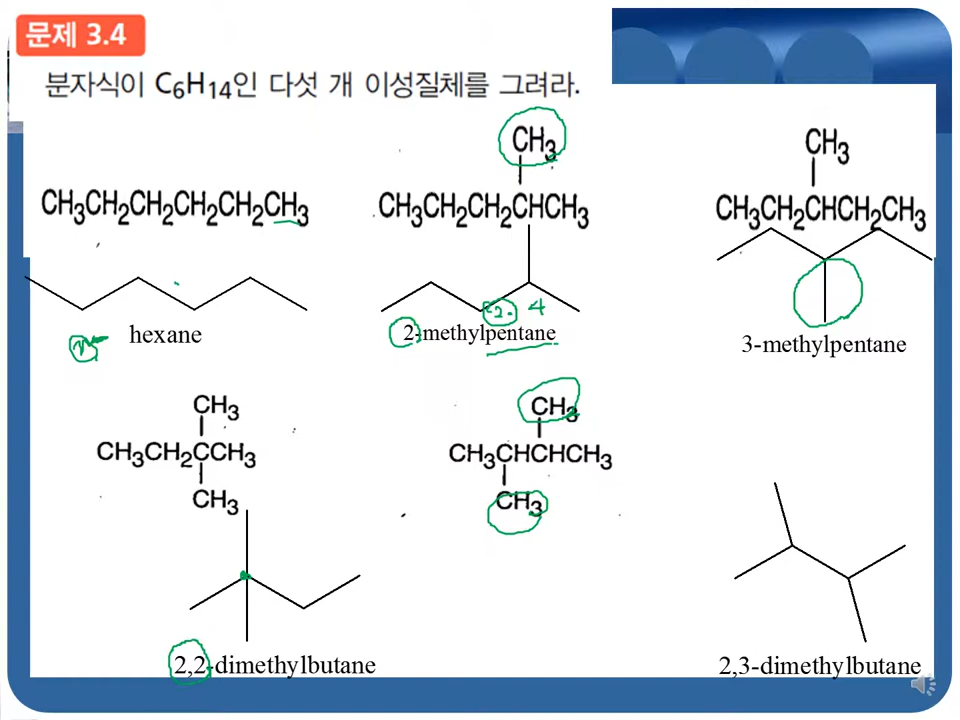 문제 3.4
분자식이 C₆H₁₄인 다섯 개 이성질체를 그려라.
CH₃
CH₃CH₂CH₂CH₂CH₂CH₃
CH₃CH₂CH₂CHCH₃
CH₃
CH₃CH₂CHCH₂CH₃
2. 4
hexane
2-methylpentane
3-methylpentane
CH₃
CH₃CH₂CCH₃
CH₃
CH₃
CH₃CHCHCH₃
CH₃
2,2-dimethylbutane
2,3-dimethylbutane